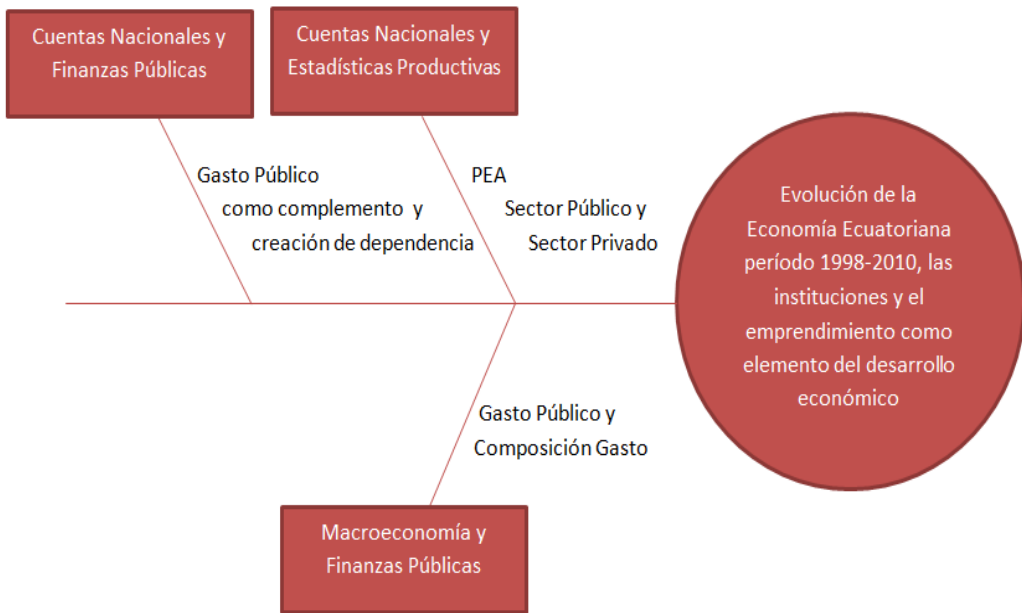 Cuentas Nacionales y
Finanzas Públicas
Cuentas Nacionales y
Estadísticas Productivas
Gasto Público
como complemento y
creación de dependencia
PEA
Sector Público y
Sector Privado
Evolución de la
Economía Ecuatoriana
período 1998-2010, las
instituciones y el
emprendimiento como
elemento del desarrollo
económico
Gasto Público y
Composición Gasto
Macroeconomía y
Finanzas Públicas